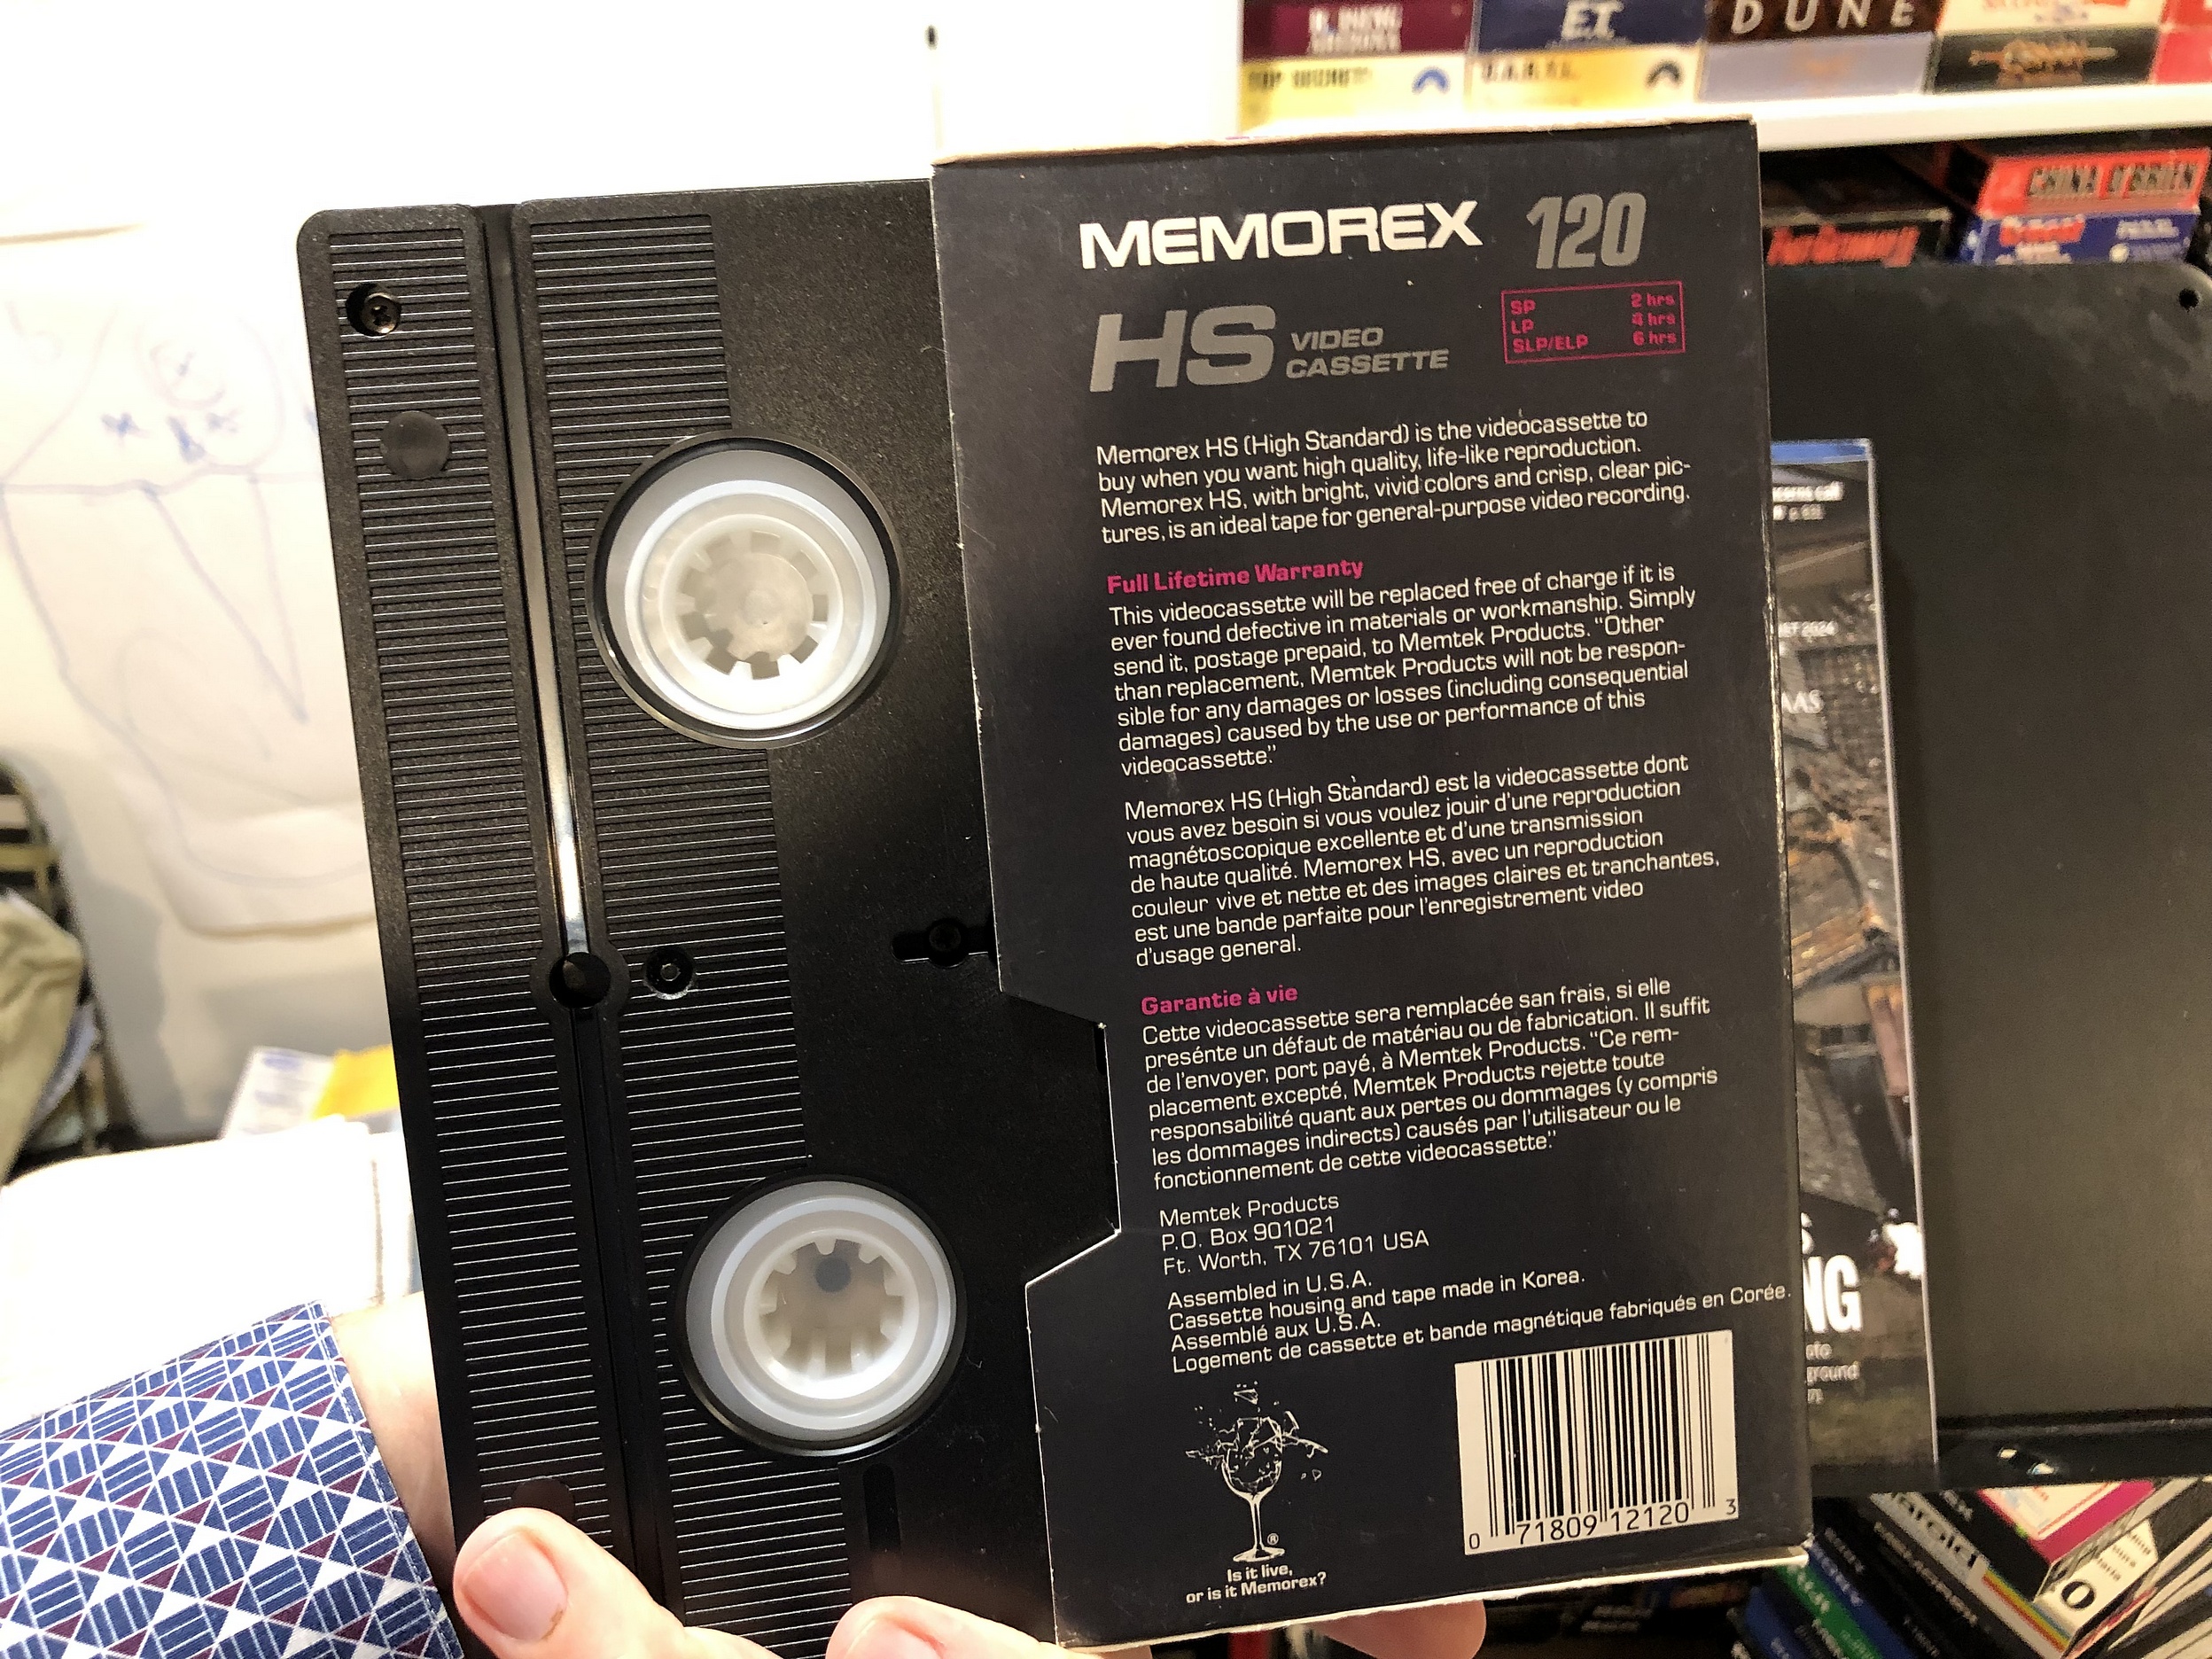 E.T.
DUNE
TOP SECRET!
CHINA O'BRIEN
MEMOREX 120
HS VIDEO
CASSETTE
SP 2 hrs
LP 4 hrs
SLP/ELP 6 hrs
Memorex HS (High Standard) is the videocassette to
buy when you want high quality, life-like reproduction.
Memorex HS, with bright, vivid colors and crisp, clear pic-
tures, is an ideal tape for general-purpose video recording.
Full Lifetime Warranty
This videocassette will be replaced free of charge if it is
ever found defective in materials or workmanship. Simply
send it, postage prepaid, to Memtek Products. “Other
than replacement, Memtek Products will not be respon-
sible for any damages or losses (including consequential
damages) caused by the use or performance of this
videocassette.”
Memorex HS (High Standard) est la videocassette dont
vous avez besoin si vous voulez jouir d'une reproduction
magnétoscopique excellente et d'une transmission
de haute qualité. Memorex HS, avec un reproduction
couleur vive et nette et des images claires et tranchantes,
est une bande parfaite pour l'enregistrement video
d'usage general.
Garantie à vie
Cette videocassette sera remplacée san frais, si elle
presénte un défaut de matériau ou de fabrication. Il suffit
de l'envoyer, port payé, à Memtek Products. “Ce rem-
placement excepté, Memtek Products rejette toute
responsabilité quant aux pertes ou dommages (y compris
les dommages indirects) causés par l'utilisateur ou le
fonctionnement de cette videocassette.”
Memtek Products
P.O. Box 901021
Ft. Worth, TX 76101 USA
Assembled in U.S.A.
Cassette housing and tape made in Korea.
Assemblé aux U.S.A.
Logement de cassette et bande magnétique fabriqués en Corée.
®
Is it live,
or is it Memorex?
0 71809 12120 3
AAS
NG
ground